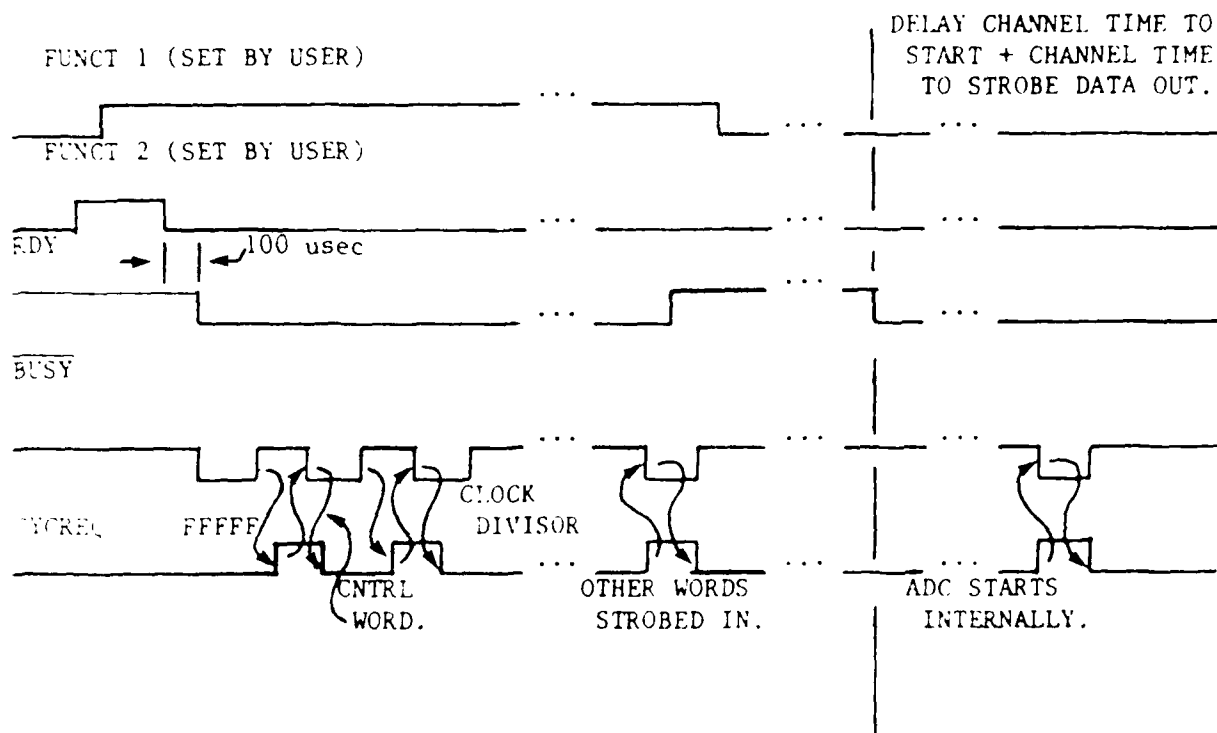 DELAY CHANNEL TIME TO
START + CHANNEL TIME
TO STROBE DATA OUT.
FUNCT 1 (SET BY USER)
...
... ...
FUNCT 2 (SET BY USER)
... ... ...
RDY
100 usec
... ... ...
BUSY
... ... ...
CLOCK
DIVISOR
FFFFF
... ... ...
CNTRL
WORD.
OTHER WORDS
STROBED IN.
ADC STARTS
INTERNALLY.